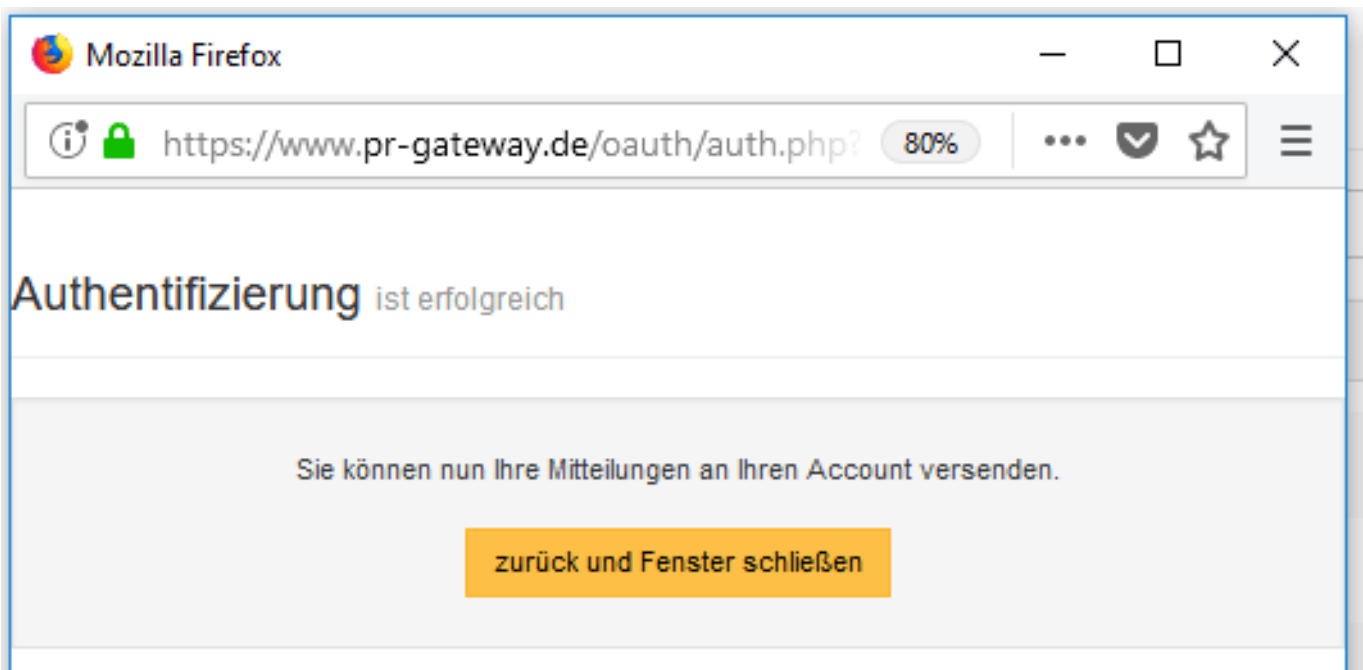 Mozilla Firefox
https://www.pr-gateway.de/oauth/auth.php? 80%
Authentifizierung ist erfolgreich
Sie können nun Ihre Mitteilungen an Ihren Account versenden.
zurück und Fenster schließen